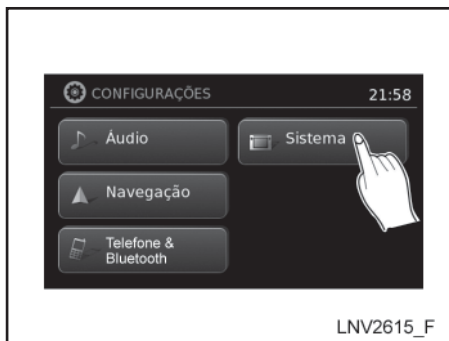 CONFIGURAÇÕES 21:58
Áudio Sistema
Navegação
Telefone &
Bluetooth
LNV2615_F